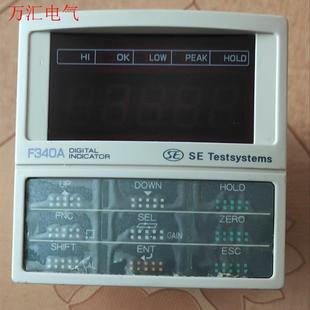 万汇电气
HI OK LOW PEAK HOLD
F340A DIGITAL INDICATOR SE SE Testsystems
UP DOWN HOLD
FNC SEL ZERO
GAIN
SHIFT ENT ESC